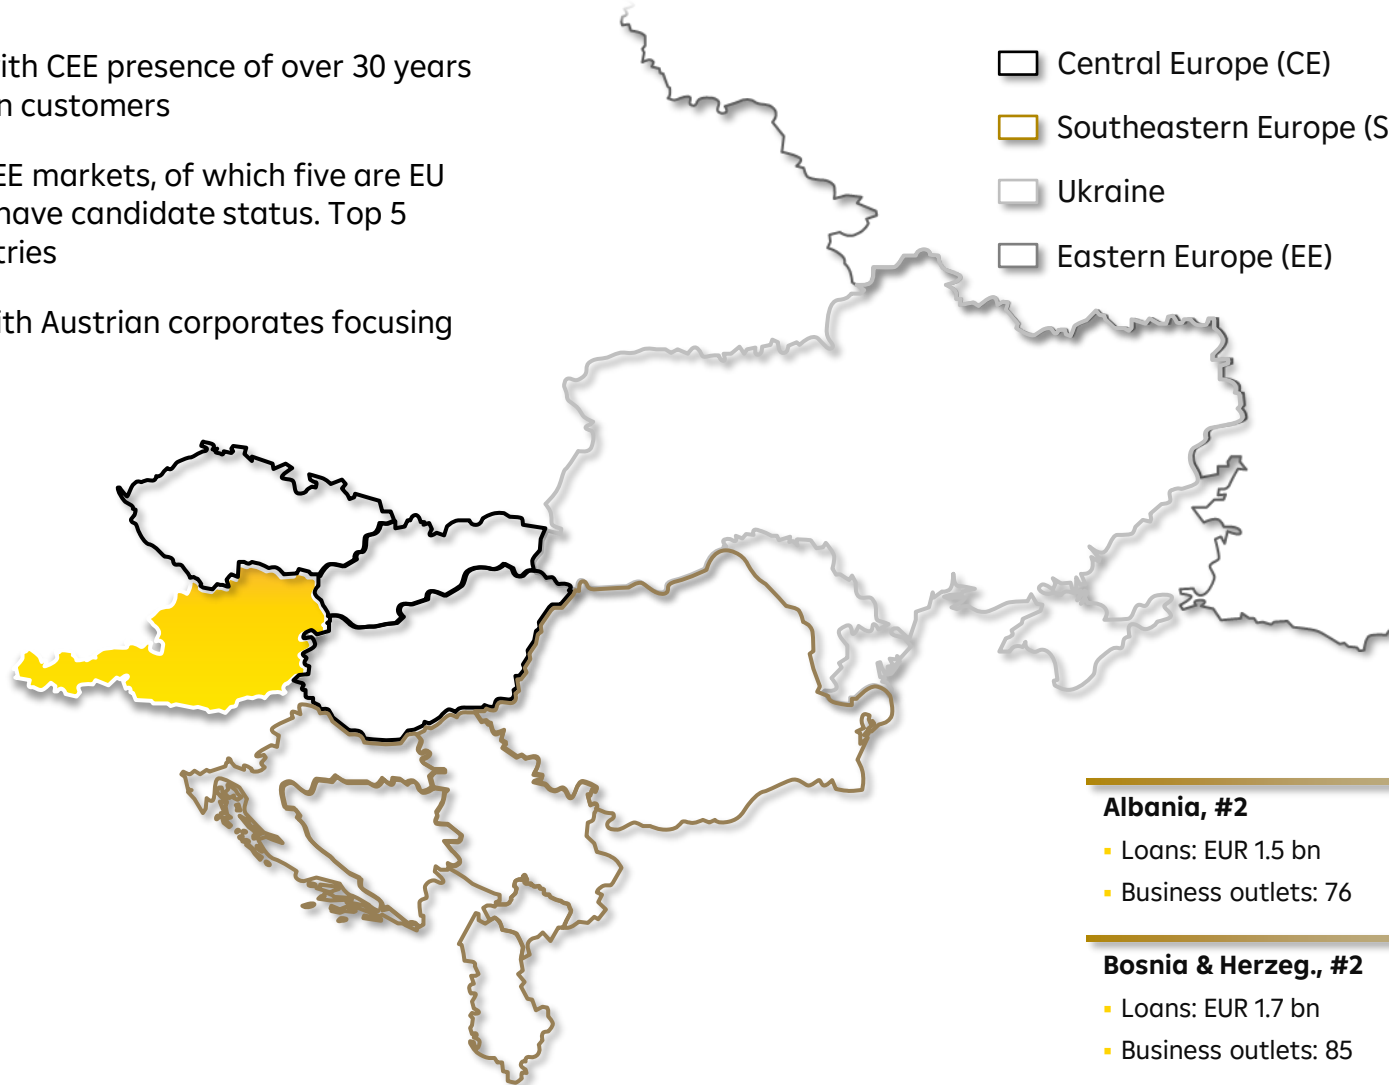 ith CEE presence of over 30 years
n customers
EE markets, of which five are EU
have candidate status. Top 5
tries
ith Austrian corporates focusing
Central Europe (CE)
Southeastern Europe (S
Ukraine
Eastern Europe (EE)
Albania, #2
▪ Loans: EUR 1.5 bn
▪ Business outlets: 76
Bosnia & Herzeg., #2
▪ Loans: EUR 1.7 bn
▪ Business outlets: 85